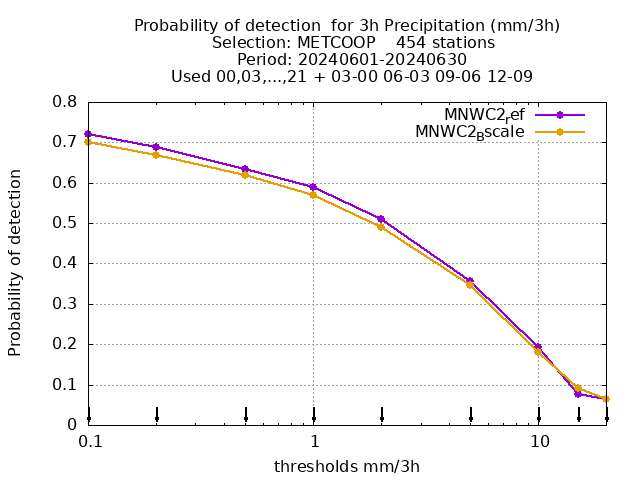 Probability of detection  for 3h Precipitation (mm/3h)
Selection: METCOOP    454 stations
Period: 20240601-20240630
Used 00,03,...,21 + 03-00 06-03 09-06 12-09
MNWC2ref
MNWC2Bscale
Probability of detection
0.8
0.7
0.6
0.5
0.4
0.3
0.2
0.1
0
0.1
1
10
thresholds mm/3h